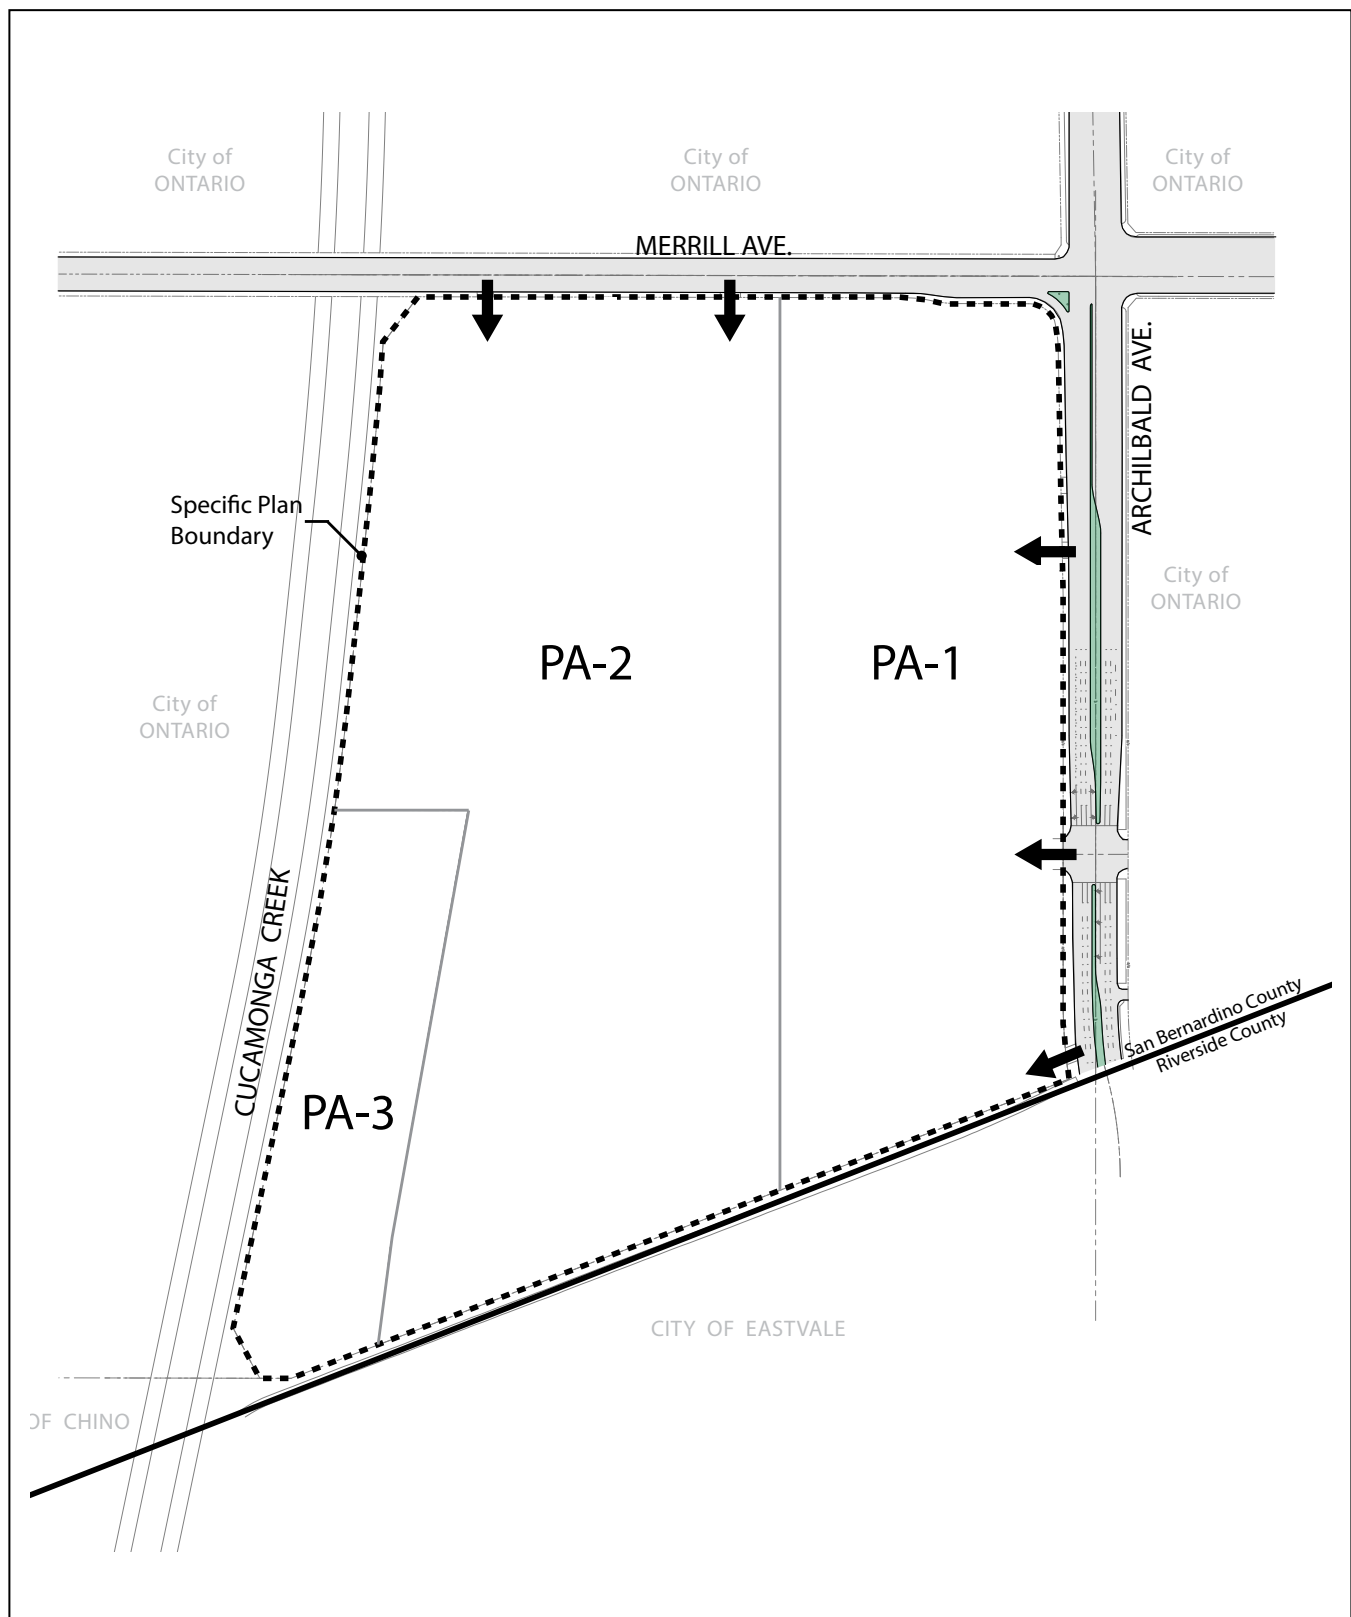 City of
ONTARIO
City of
ONTARIO
City of
ONTARIO
MERRILL AVE.
ARCHILBALD AVE.
Specific Plan
Boundary
City of
ONTARIO
PA-2
PA-1
City of
ONTARIO
CUCAMONGA CREEK
San Bernardino County
Riverside County
PA-3
CITY OF EASTVALE
OF CHINO